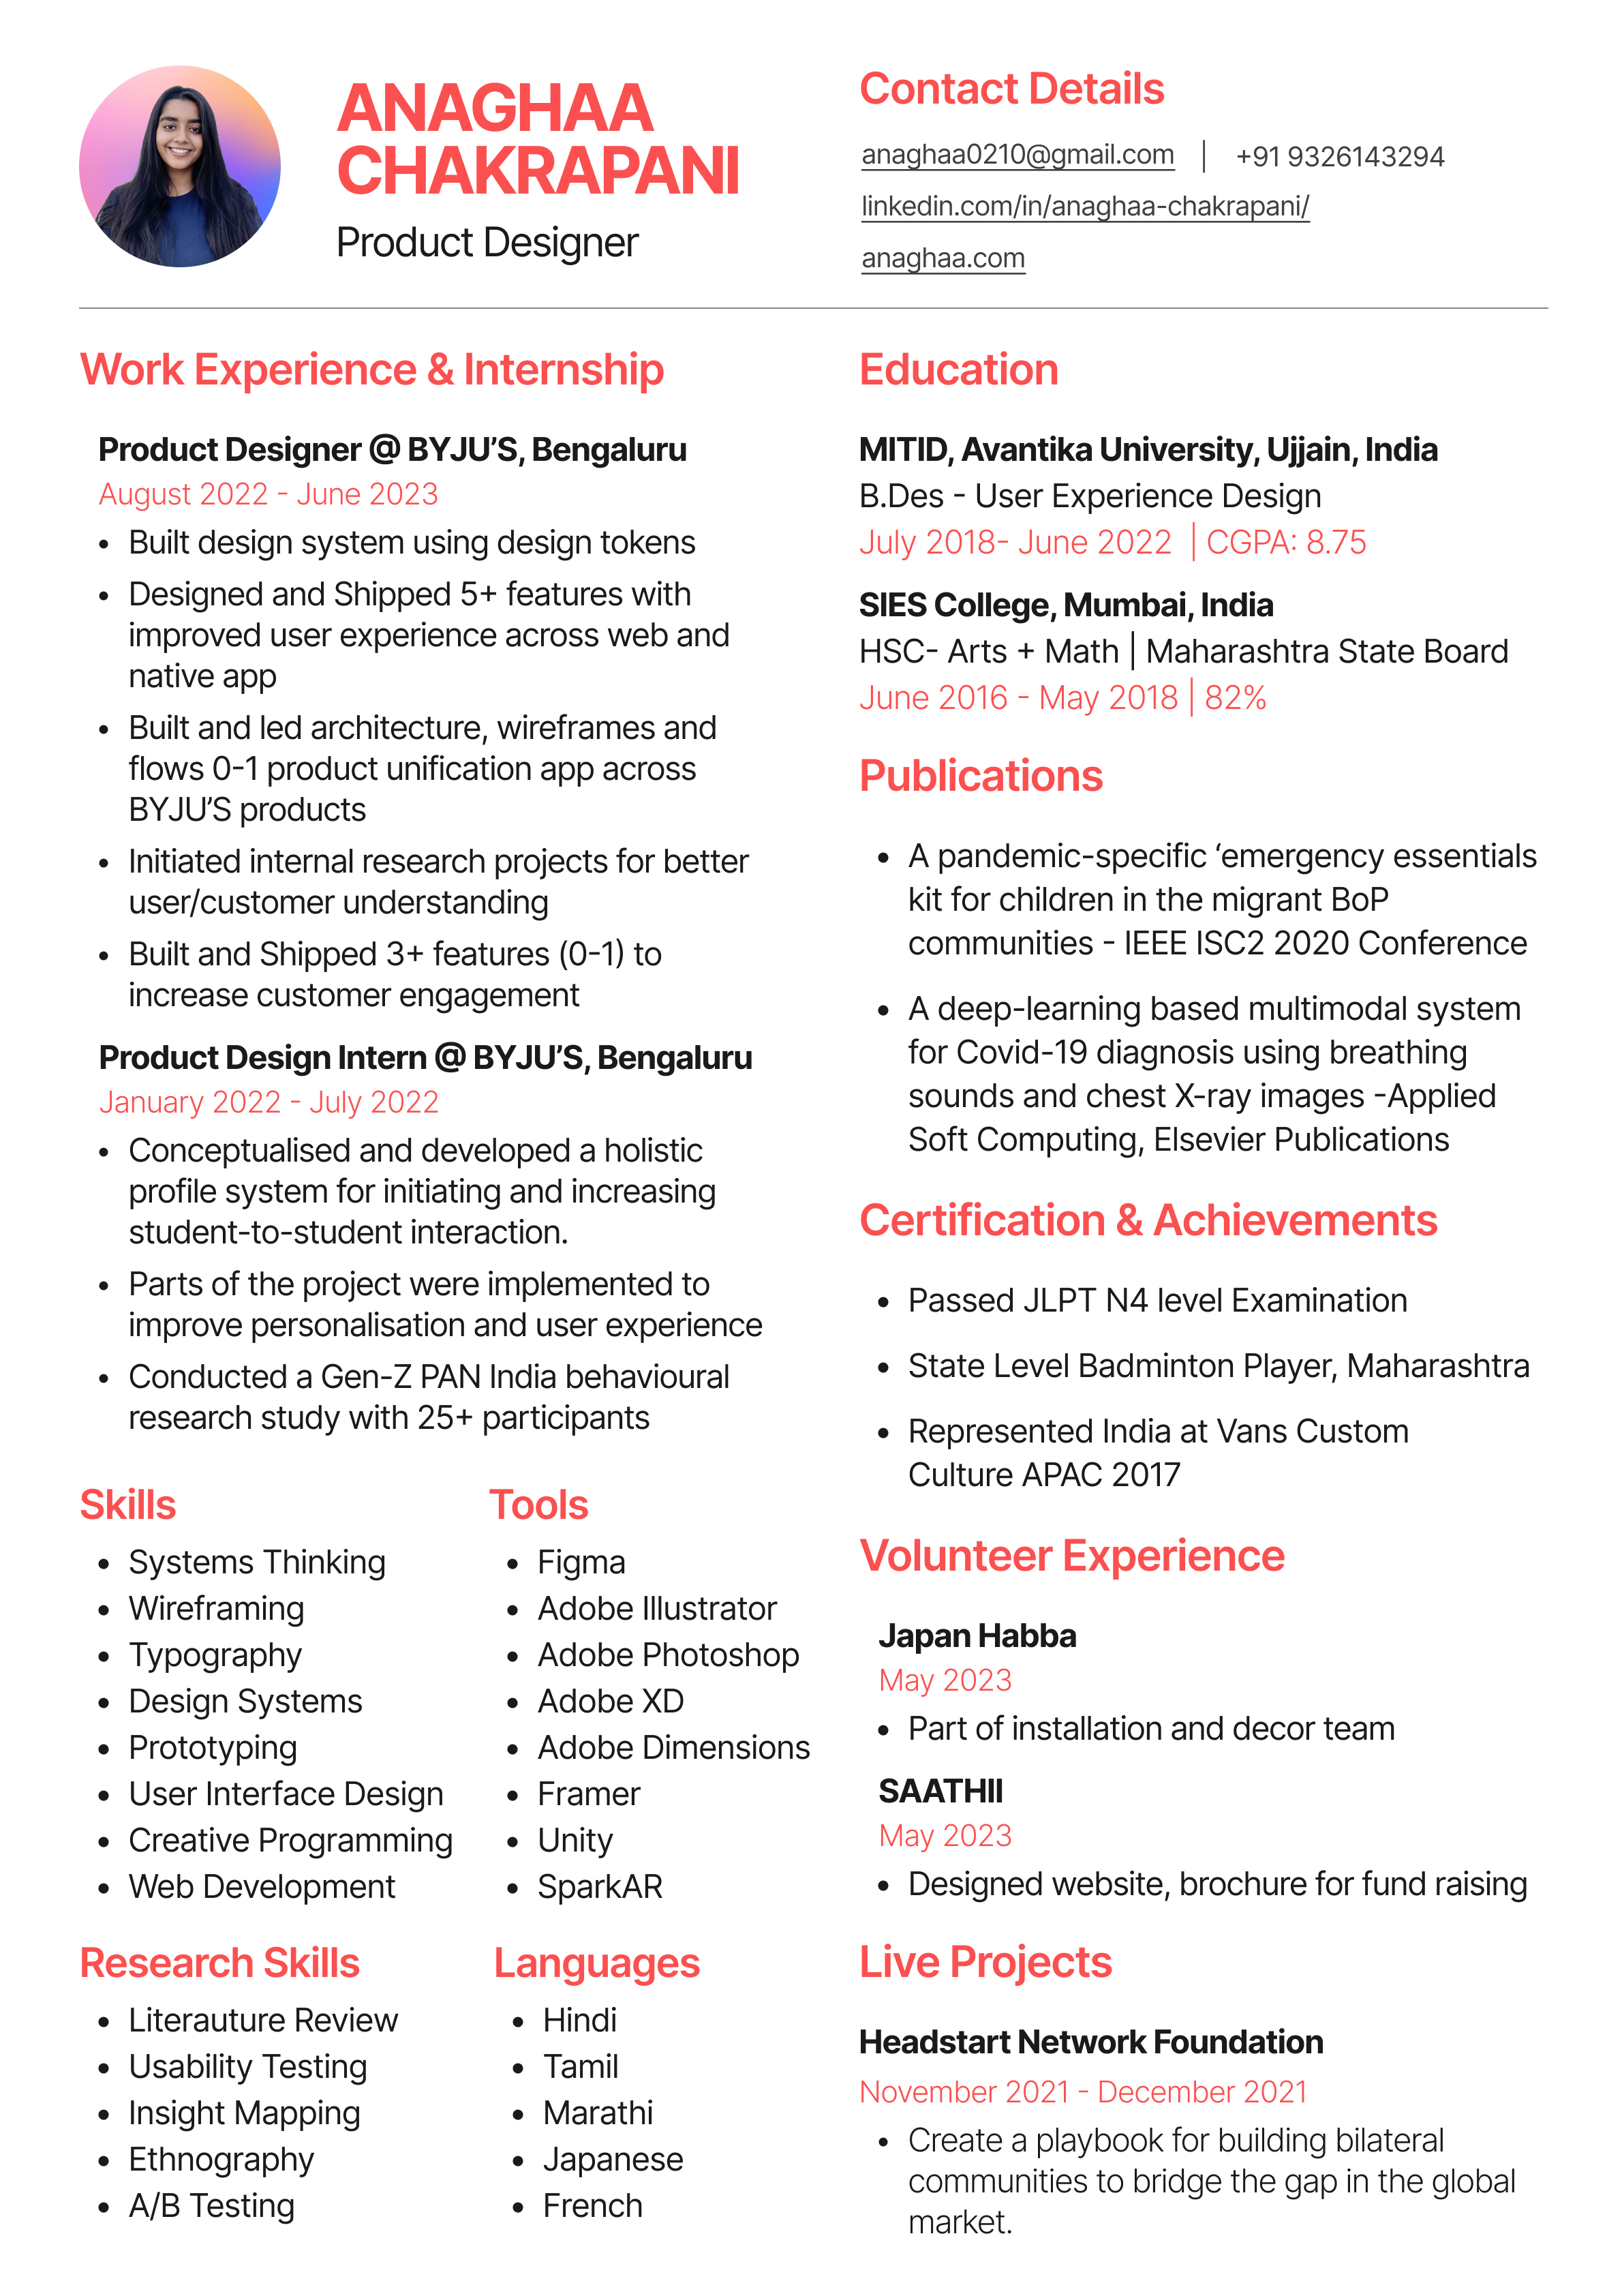 ANAGHAA
CHAKRAPANI
Product Designer
Contact Details
anaghaa0210@gmail.com | +91 9326143294
linkedin.com/in/anaghaa-chakrapani/
anaghaa.com
Work Experience & Internship
Product Designer @ BYJU'S, Bengaluru
August 2022 - June 2023
• Built design system using design tokens
• Designed and Shipped 5+ features with
improved user experience across web and
native app
• Built and led architecture, wireframes and
flows 0-1 product unification app across
BYJU'S products
• Initiated internal research projects for better
user/customer understanding
• Built and Shipped 3+ features (0-1) to
increase customer engagement
Product Design Intern @ BYJU'S, Bengaluru
January 2022 - July 2022
• Conceptualised and developed a holistic
profile system for initiating and increasing
student-to-student interaction.
• Parts of the project were implemented to
improve personalisation and user experience
• Conducted a Gen-Z PAN India behavioural
research study with 25+ participants
Skills
• Systems Thinking
• Wireframing
• Typography
• Design Systems
• Prototyping
• User Interface Design
• Creative Programming
• Web Development
Tools
• Figma
• Adobe Illustrator
• Adobe Photoshop
• Adobe XD
• Adobe Dimensions
• Framer
• Unity
• SparkAR
Research Skills
• Literauture Review
• Usability Testing
• Insight Mapping
• Ethnography
• A/B Testing
Languages
• Hindi
• Tamil
• Marathi
• Japanese
• French
Education
MITID, Avantika University, Ujjain, India
B.Des - User Experience Design
July 2018- June 2022 | CGPA: 8.75
SIES College, Mumbai, India
HSC- Arts + Math | Maharashtra State Board
June 2016 - May 2018 | 82%
Publications
• A pandemic-specific ‘emergency essentials
kit for children in the migrant BoP
communities - IEEE ISC2 2020 Conference
• A deep-learning based multimodal system
for Covid-19 diagnosis using breathing
sounds and chest X-ray images -Applied
Soft Computing, Elsevier Publications
Certification & Achievements
• Passed JLPT N4 level Examination
• State Level Badminton Player, Maharashtra
• Represented India at Vans Custom
Culture APAC 2017
Volunteer Experience
Japan Habba
May 2023
• Part of installation and decor team
SAATHII
May 2023
• Designed website, brochure for fund raising
Live Projects
Headstart Network Foundation
November 2021 - December 2021
• Create a playbook for building bilateral
communities to bridge the gap in the global
market.